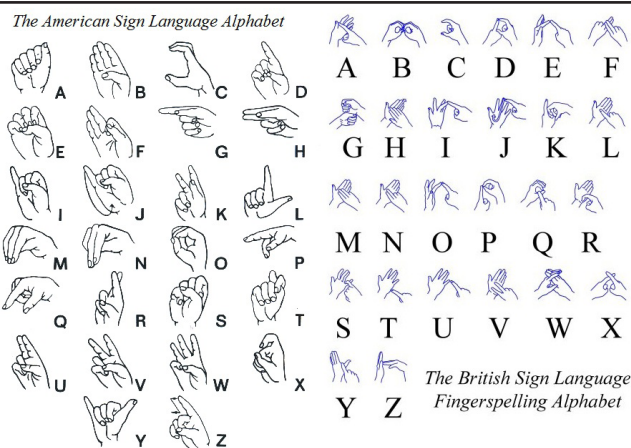 The American Sign Language Alphabet
A B C D
E F G H
I J K L
M N O P
Q R S T
U V W X
Y Z
A B C D E F
G H I J K L
M N O P Q R
S T U V W X
Y Z
The British Sign Language
Fingerspelling Alphabet